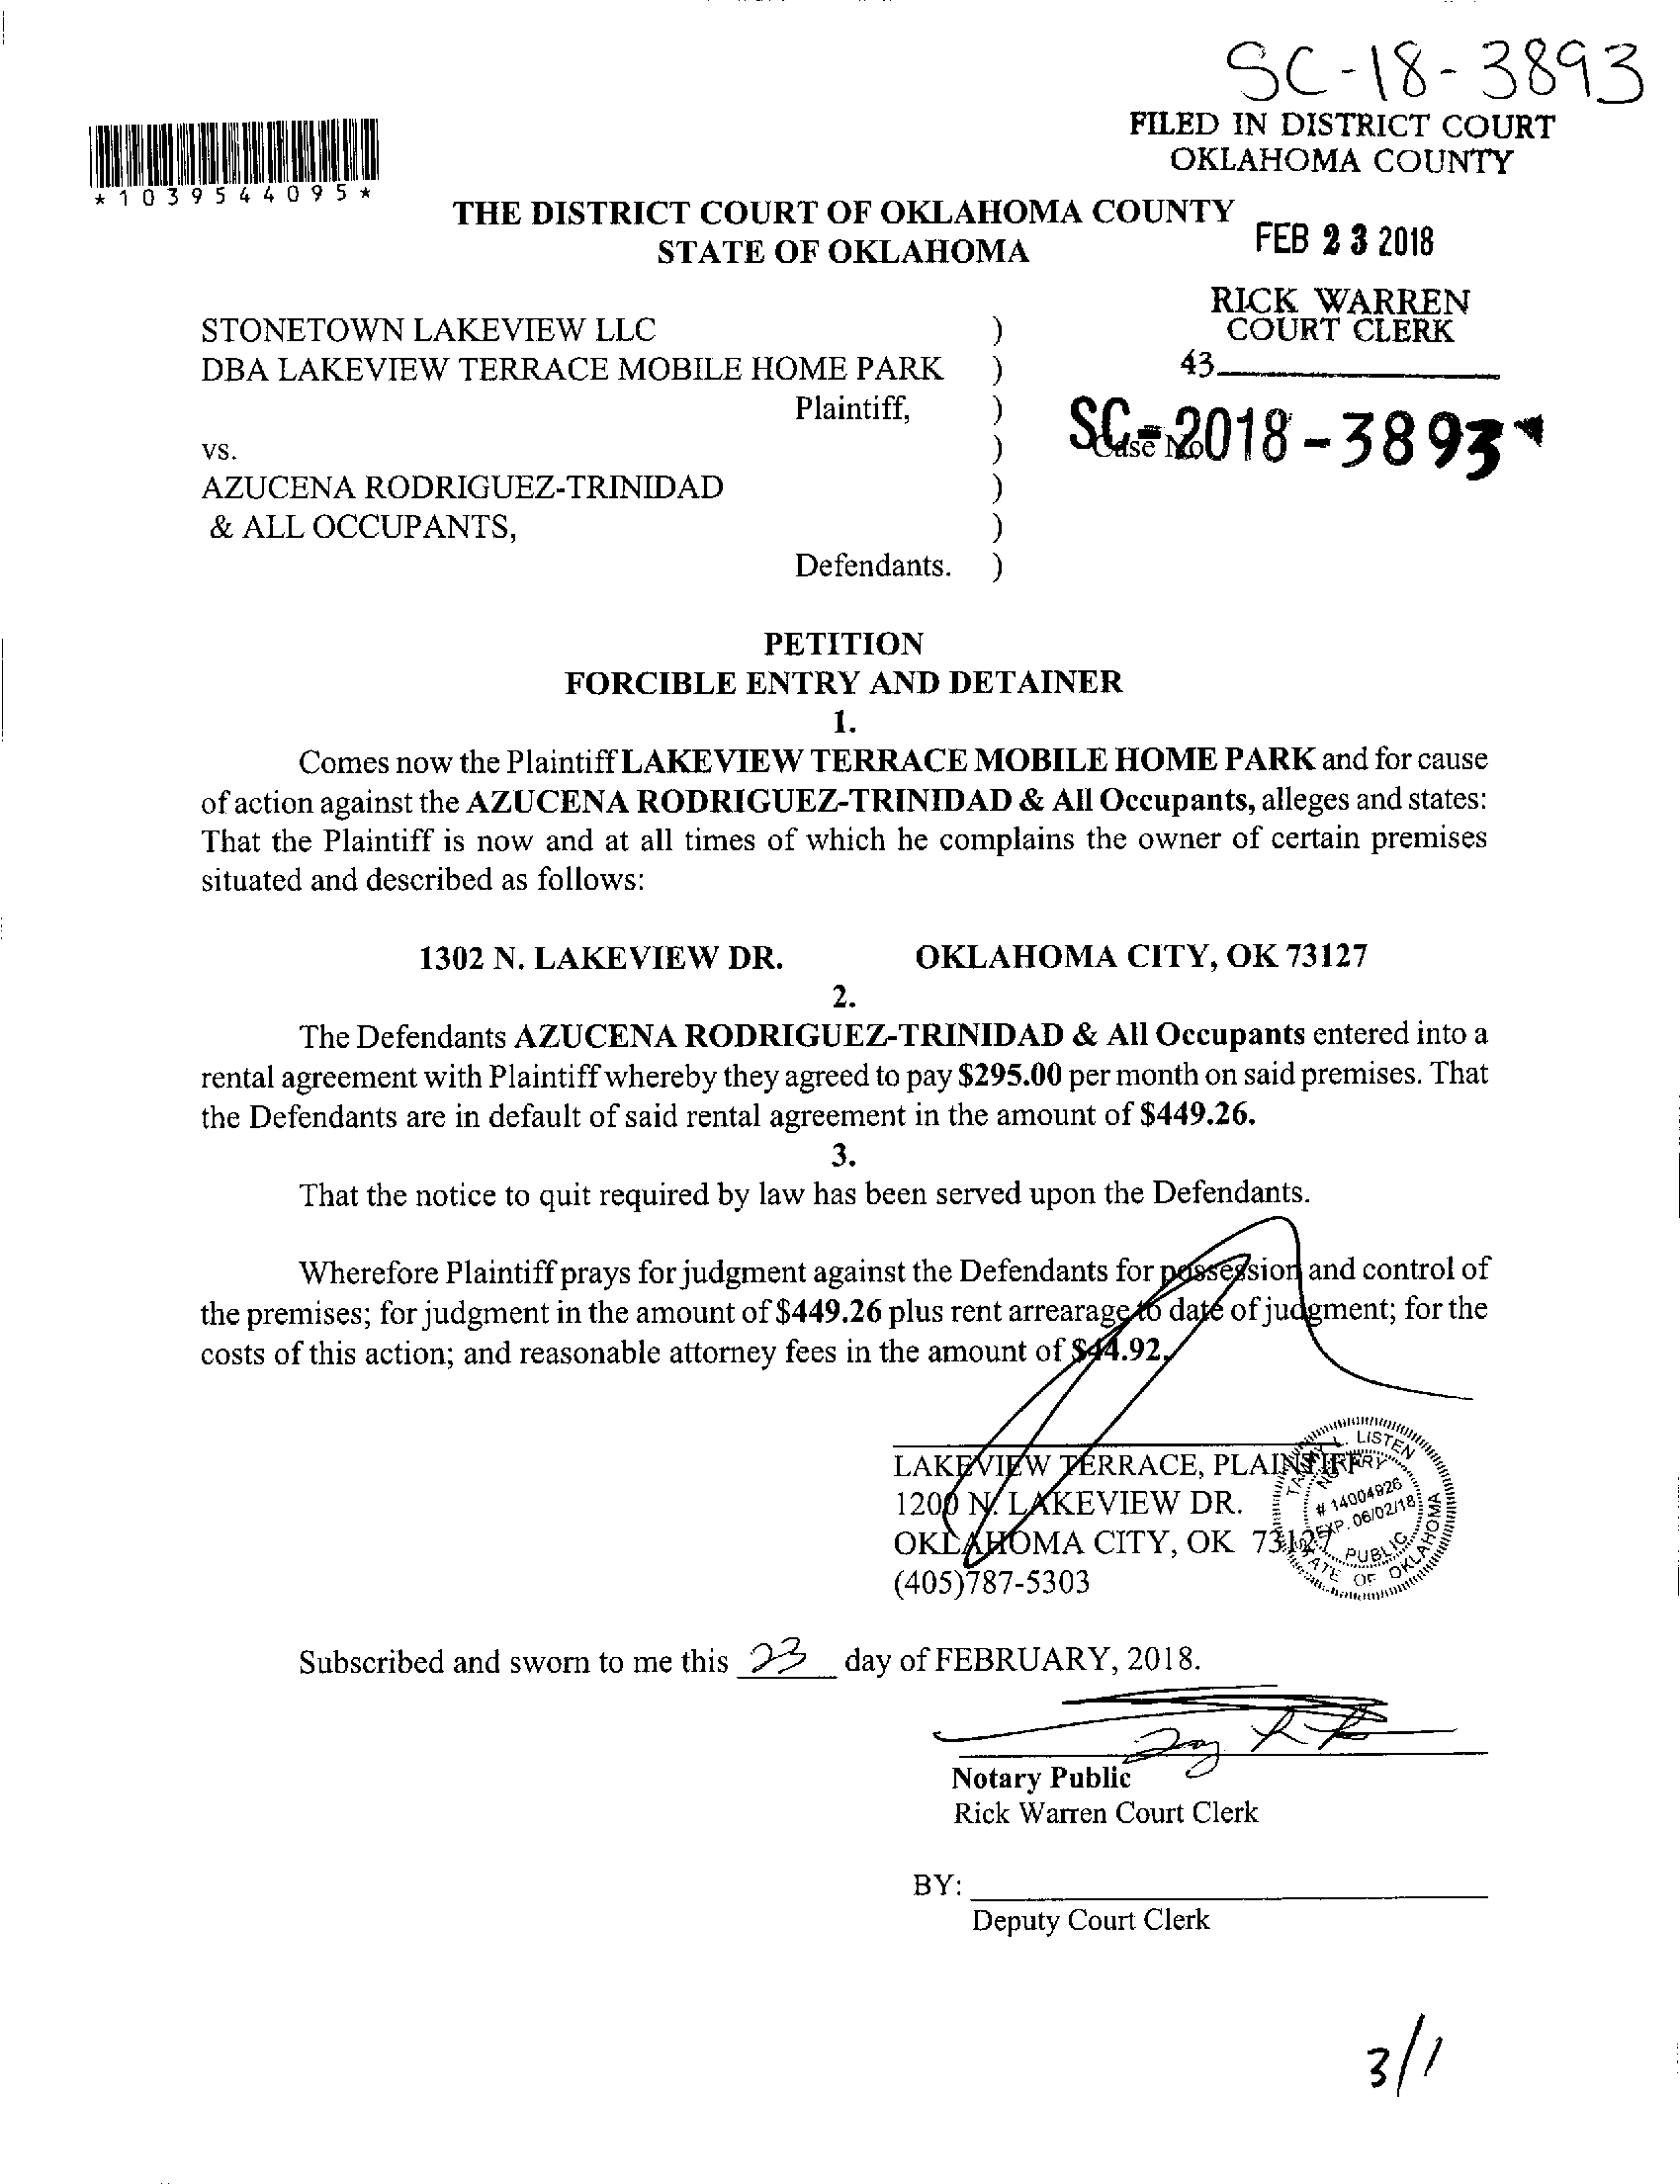 SC-18-3893
FILED IN DISTRICT COURT
OKLAHOMA COUNTY
*1039544095*
THE DISTRICT COURT OF OKLAHOMA COUNTY
STATE OF OKLAHOMA
FEB 23 2018
RICK WARREN
COURT CLERK
43
STONETOWN LAKEVIEW LLC )
DBA LAKEVIEW TERRACE MOBILE HOME PARK )
Plaintiff, )
SC-2018-3893
Case No
vs. )
AZUCENA RODRIGUEZ-TRINIDAD )
& ALL OCCUPANTS, )
Defendants. )
PETITION
FORCIBLE ENTRY AND DETAINER
1.
Comes now the Plaintiff LAKEVIEW TERRACE MOBILE HOME PARK and for cause
of action against the AZUCENA RODRIGUEZ-TRINIDAD & All Occupants, alleges and states:
That the Plaintiff is now and at all times of which he complains the owner of certain premises
situated and described as follows:
1302 N. LAKEVIEW DR. OKLAHOMA CITY, OK 73127
2.
The Defendants AZUCENA RODRIGUEZ-TRINIDAD & All Occupants entered into a
rental agreement with Plaintiff whereby they agreed to pay $295.00 per month on said premises. That
the Defendants are in default of said rental agreement in the amount of $449.26.
3.
That the notice to quit required by law has been served upon the Defendants.
Wherefore Plaintiff prays for judgment against the Defendants for possession and control of
the premises; for judgment in the amount of $449.26 plus rent arrearage to date of judgment; for the
costs of this action; and reasonable attorney fees in the amount of $44.92.
LAKEVIEW TERRACE, PLAINTIFF
1200 N. LAKEVIEW DR.
OKLAHOMA CITY, OK 73127
(405)787-5303
TAMMY L. LISTEN
NOTARY
# 14004926
EXP. 06/02/18
PUBLIC
STATE OF OKLAHOMA
Subscribed and sworn to me this 23 day of FEBRUARY, 2018.
Notary Public
Rick Warren Court Clerk
BY:
Deputy Court Clerk
3/1